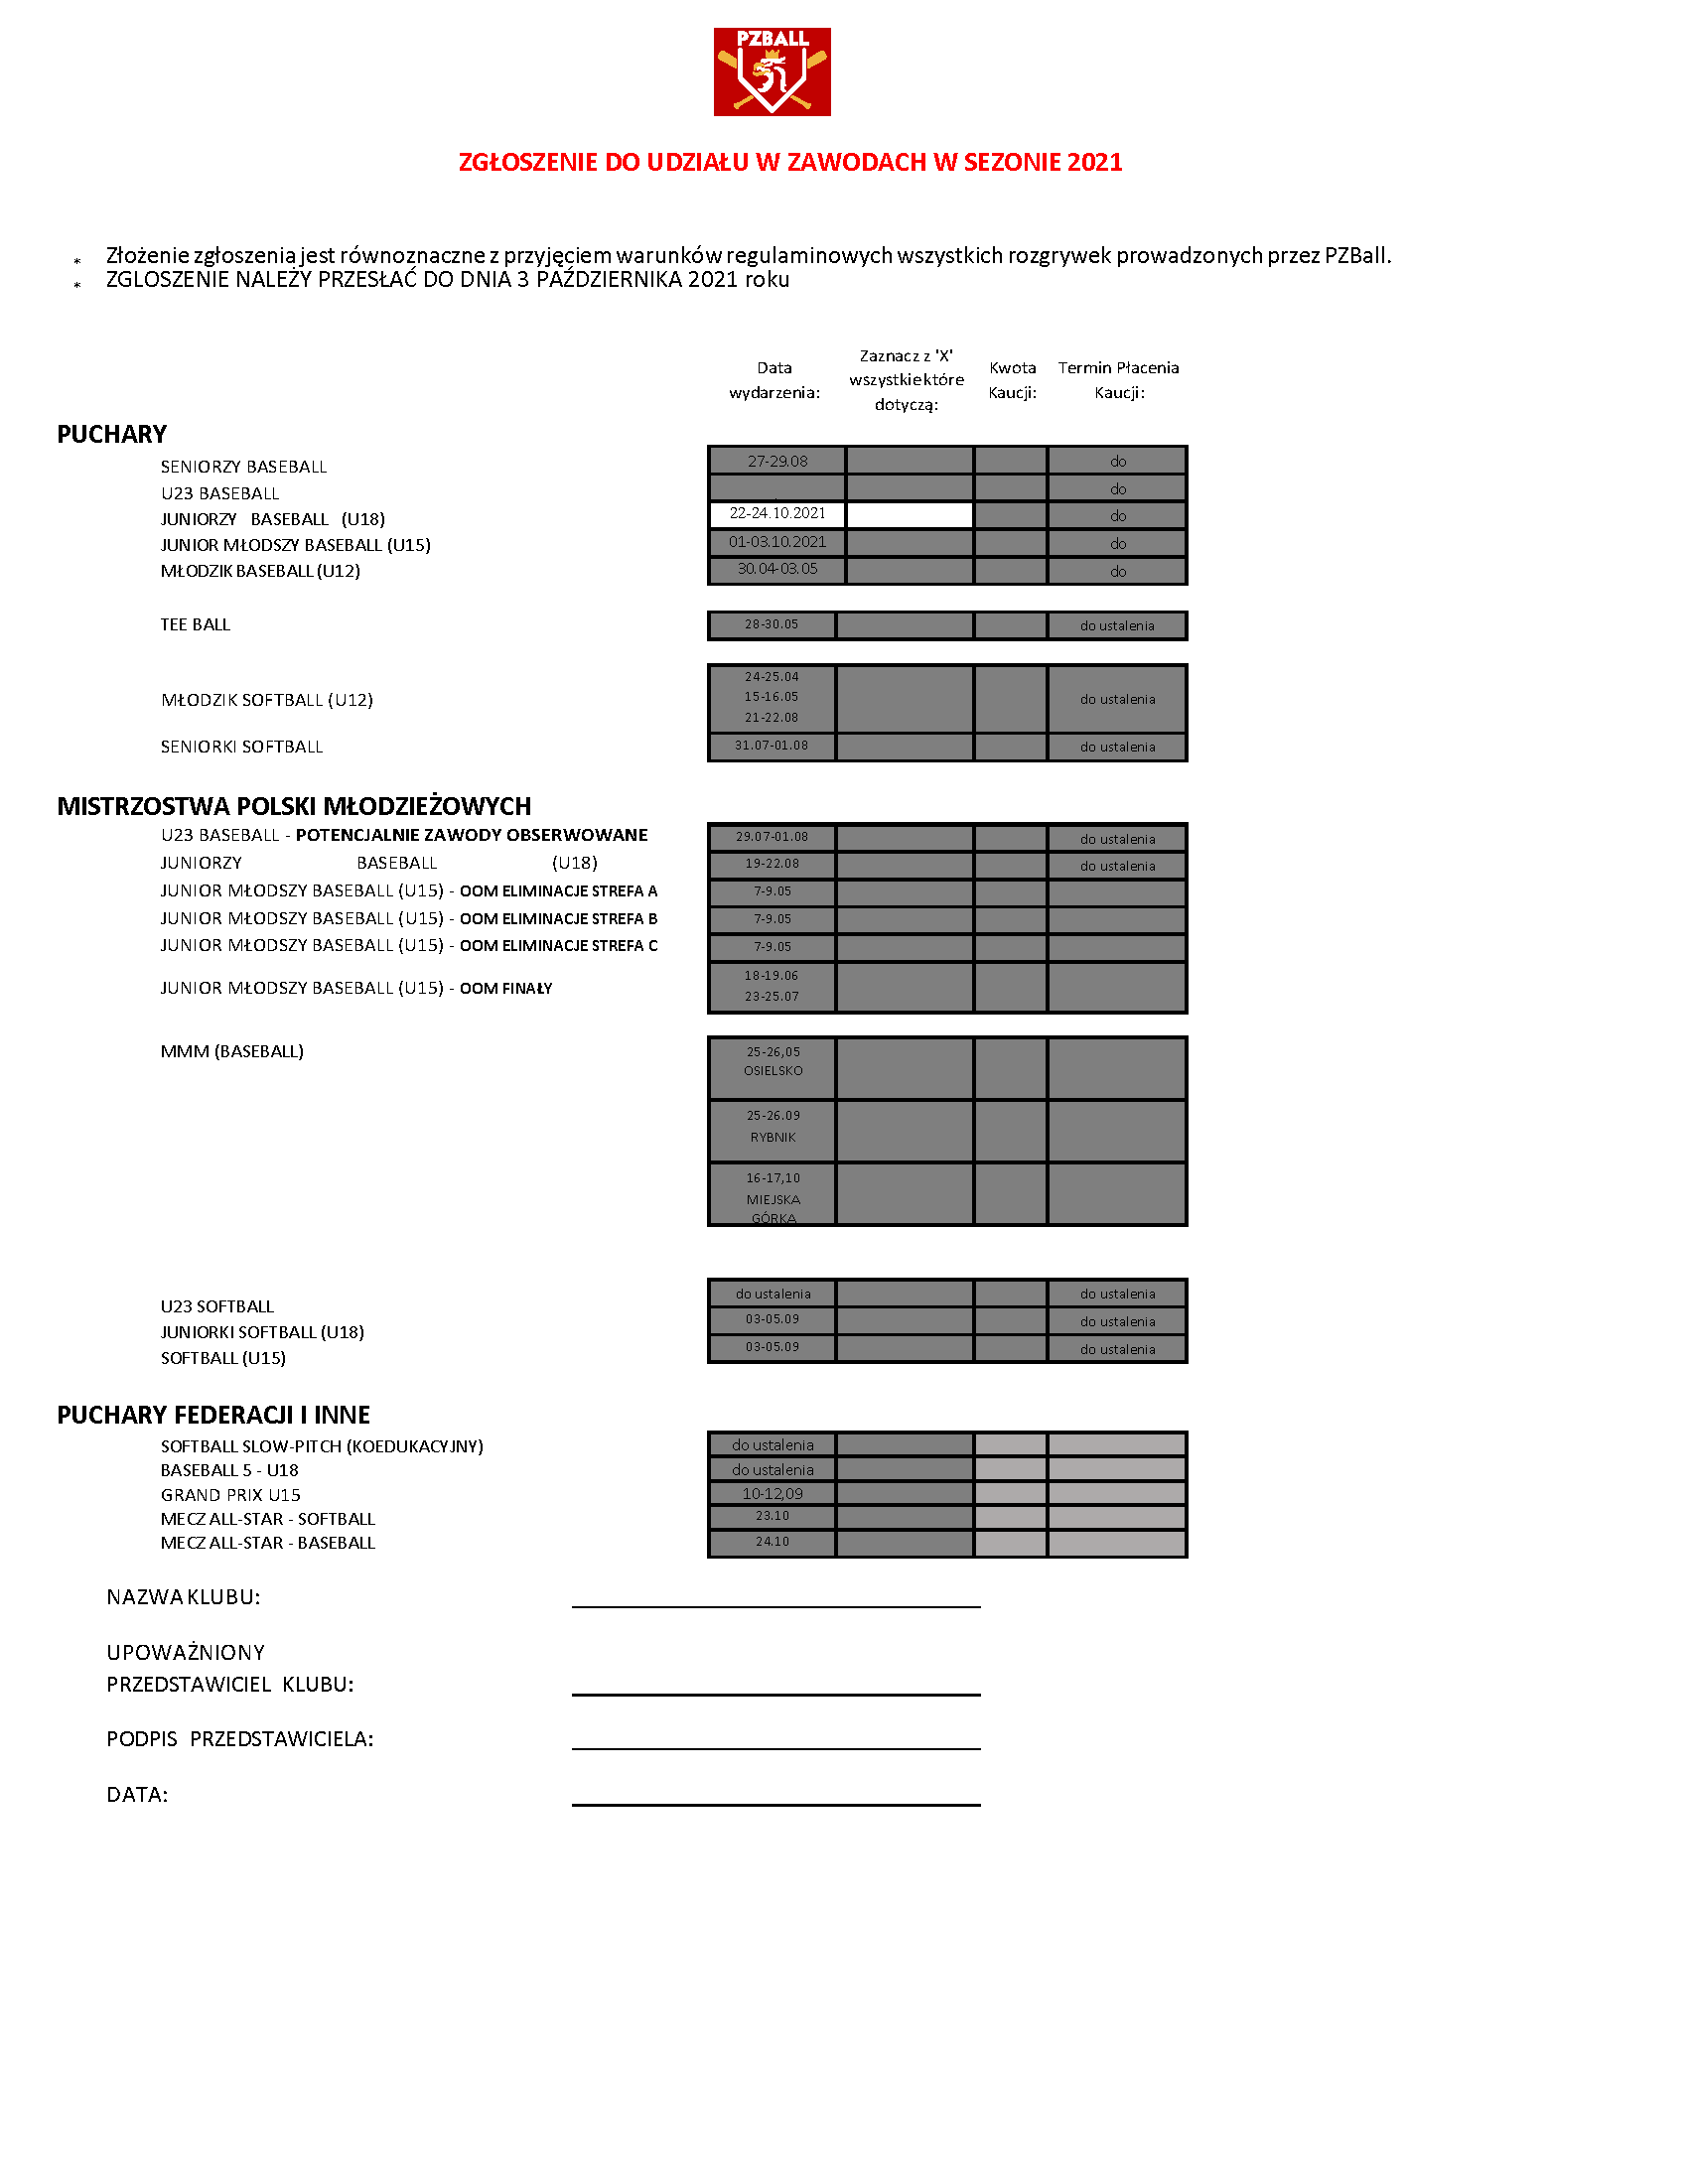 PZBALL
ZGŁOSZENIE DO UDZIAŁU W ZAWODACH W SEZONIE 2021
* Złożenie zgłoszenia jest równoznaczne z przyjęciem warunków regulaminowych wszystkich rozgrywek prowadzonych przez PZBall.
* ZGLOSZENIE NALEŻY PRZESŁAĆ DO DNIA 3 PAŹDZIERNIKA 2021 roku
Data wydarzenia: Zaznacz z 'X' wszystkie które dotyczą: Kwota Kaucji: Termin Płacenia Kaucji:
PUCHARY
SENIORZY BASEBALL 27-29.08 do
U23 BASEBALL do
JUNIORZY BASEBALL (U18) 22-24.10.2021 do
JUNIOR MŁODSZY BASEBALL (U15) 01-03.10.2021 do
MŁODZIK BASEBALL (U12) 30.04-03.05 do
TEE BALL 28-30.05 do ustalenia
24-25.04
MŁODZIK SOFTBALL (U12) 15-16.05 do ustalenia
21-22.08
SENIORKI SOFTBALL 31.07-01.08 do ustalenia
MISTRZOSTWA POLSKI MŁODZIEŻOWYCH
U23 BASEBALL - POTENCJALNIE ZAWODY OBSERWOWANE 29.07-01.08 do ustalenia
JUNIORZY BASEBALL (U18) 19-22.08 do ustalenia
JUNIOR MŁODSZY BASEBALL (U15) - OOM ELIMINACJE STREFA A 7-9.05
JUNIOR MŁODSZY BASEBALL (U15) - OOM ELIMINACJE STREFA B 7-9.05
JUNIOR MŁODSZY BASEBALL (U15) - OOM ELIMINACJE STREFA C 7-9.05
18-19.06
JUNIOR MŁODSZY BASEBALL (U15) - OOM FINAŁY
23-25.07
MMM (BASEBALL) 25-26,05
OSIELSKO
25-26.09
RYBNIK
16-17,10
MIEJSKA
GÓRKA
U23 SOFTBALL do ustalenia do ustalenia
JUNIORKI SOFTBALL (U18) 03-05.09 do ustalenia
SOFTBALL (U15) 03-05.09 do ustalenia
PUCHARY FEDERACJI I INNE
SOFTBALL SLOW-PITCH (KOEDUKACYJNY) do ustalenia
BASEBALL 5 - U18 do ustalenia
GRAND PRIX U15 10-12,09
MECZ ALL-STAR - SOFTBALL 23.10
MECZ ALL-STAR - BASEBALL 24.10
NAZWA KLUBU:
UPOWAŻNIONY
PRZEDSTAWICIEL KLUBU:
PODPIS PRZEDSTAWICIELA:
DATA: